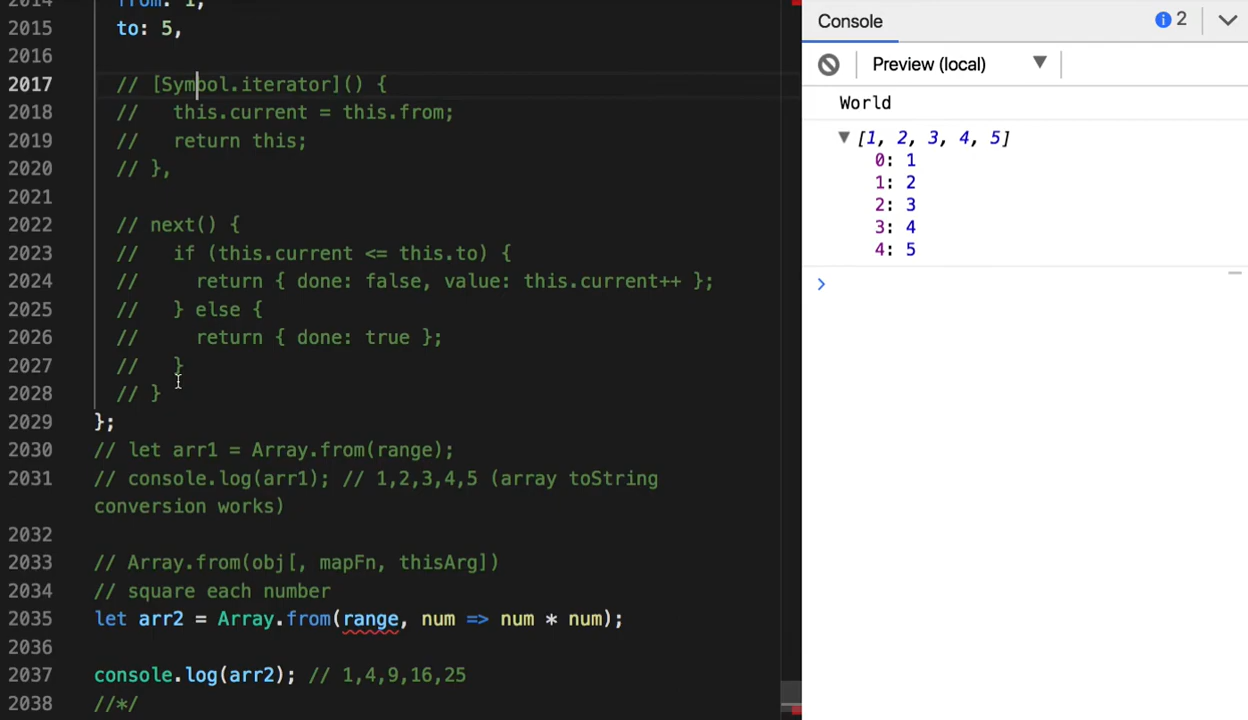 2014 from: 1,
2015 to: 5,
2016
2017 // [Symbol.iterator]() {
2018 //   this.current = this.from;
2019 //   return this;
2020 // },
2021
2022 // next() {
2023 //   if (this.current <= this.to) {
2024 //     return { done: false, value: this.current++ };
2025 //   } else {
2026 //     return { done: true };
2027 //   }
2028 // }
2029 };
2030 // let arr1 = Array.from(range);
2031 // console.log(arr1); // 1,2,3,4,5 (array toString
conversion works)
2032
2033 // Array.from(obj[, mapFn, thisArg])
2034 // square each number
2035 let arr2 = Array.from(range, num => num * num);
2036
2037 console.log(arr2); // 1,4,9,16,25
2038 //*/
Console
2
Preview (local)
World
[1, 2, 3, 4, 5]
0: 1
1: 2
2: 3
3: 4
4: 5